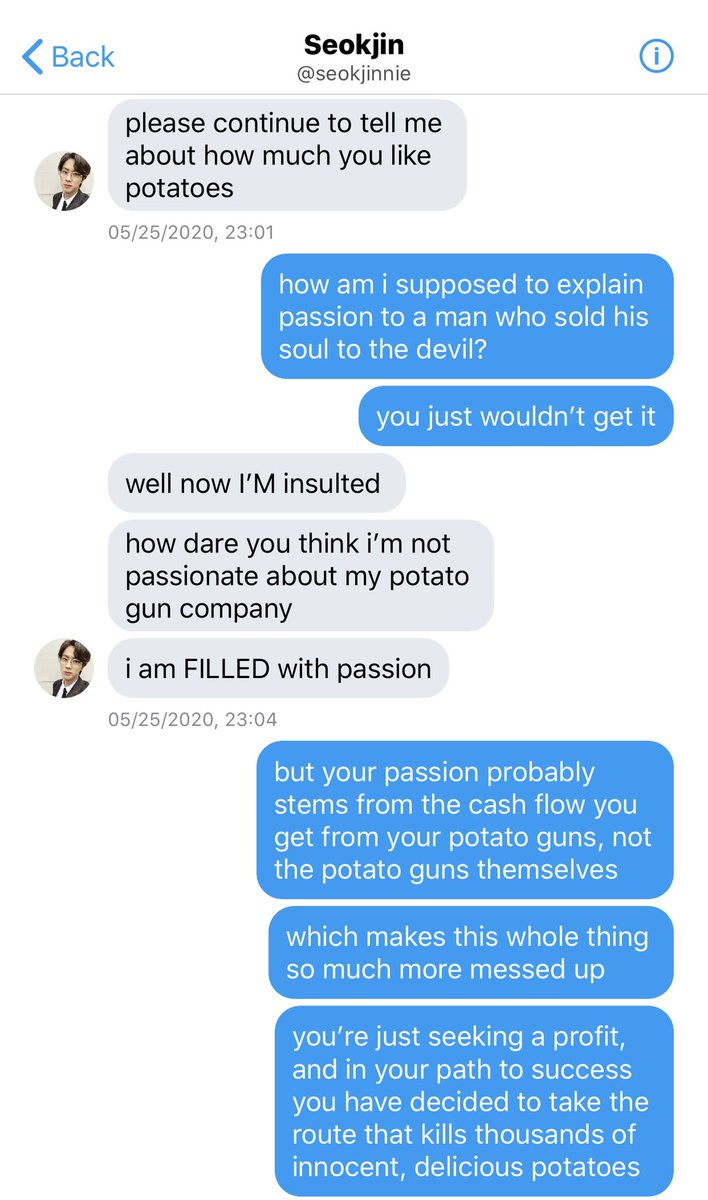 Back
Seokjin
@seokjinnie
please continue to tell me
about how much you like
potatoes
05/25/2020, 23:01
how am i supposed to explain
passion to a man who sold his
soul to the devil?
you just wouldn’t get it
well now I’M insulted
how dare you think i’m not
passionate about my potato
gun company
i am FILLED with passion
05/25/2020, 23:04
but your passion probably
stems from the cash flow you
get from your potato guns, not
the potato guns themselves
which makes this whole thing
so much more messed up
you’re just seeking a profit,
and in your path to success
you have decided to take the
route that kills thousands of
innocent, delicious potatoes